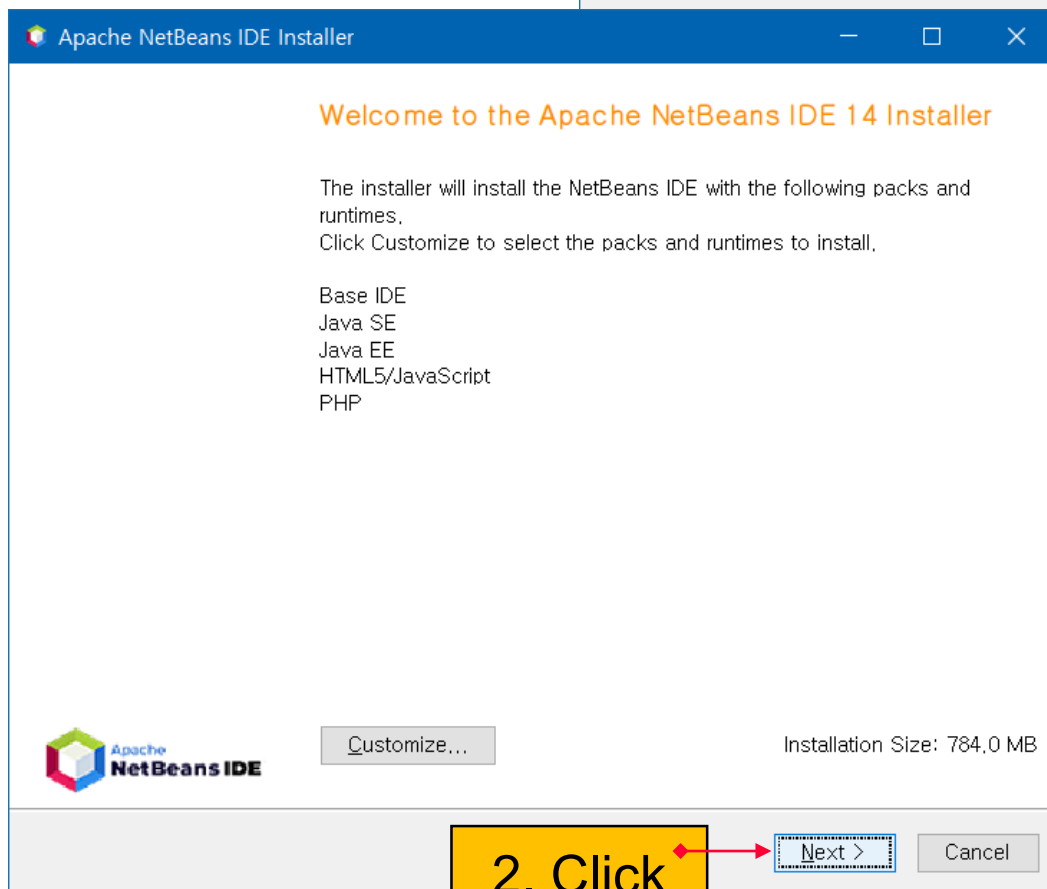 Apache NetBeans IDE Installer
Welcome to the Apache NetBeans IDE 14 Installer
The installer will install the NetBeans IDE with the following packs and
runtimes.
Click Customize to select the packs and runtimes to install.
Base IDE
Java SE
Java EE
HTML5/JavaScript
PHP
Customize...
Installation Size: 784.0 MB
Apache
NetBeans IDE
2. Click
Next >
Cancel